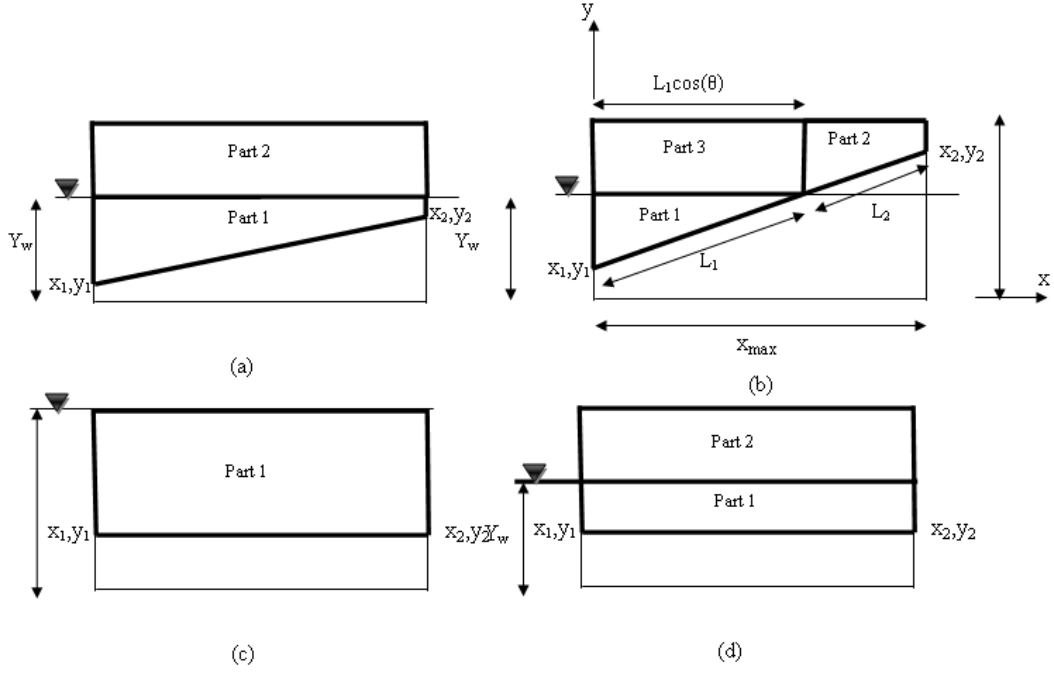 Part 2
Part 1
Yw
x1,y1
x2,y2
(a)
y
L1cos(θ)
Part 3
Part 2
x2,y2
Part 1
L2
Yw
x1,y1
L1
x
xmax
(b)
Part 1
x1,y1
x2,y2
(c)
Part 2
Part 1
Yw
x1,y1
x2,y2
(d)